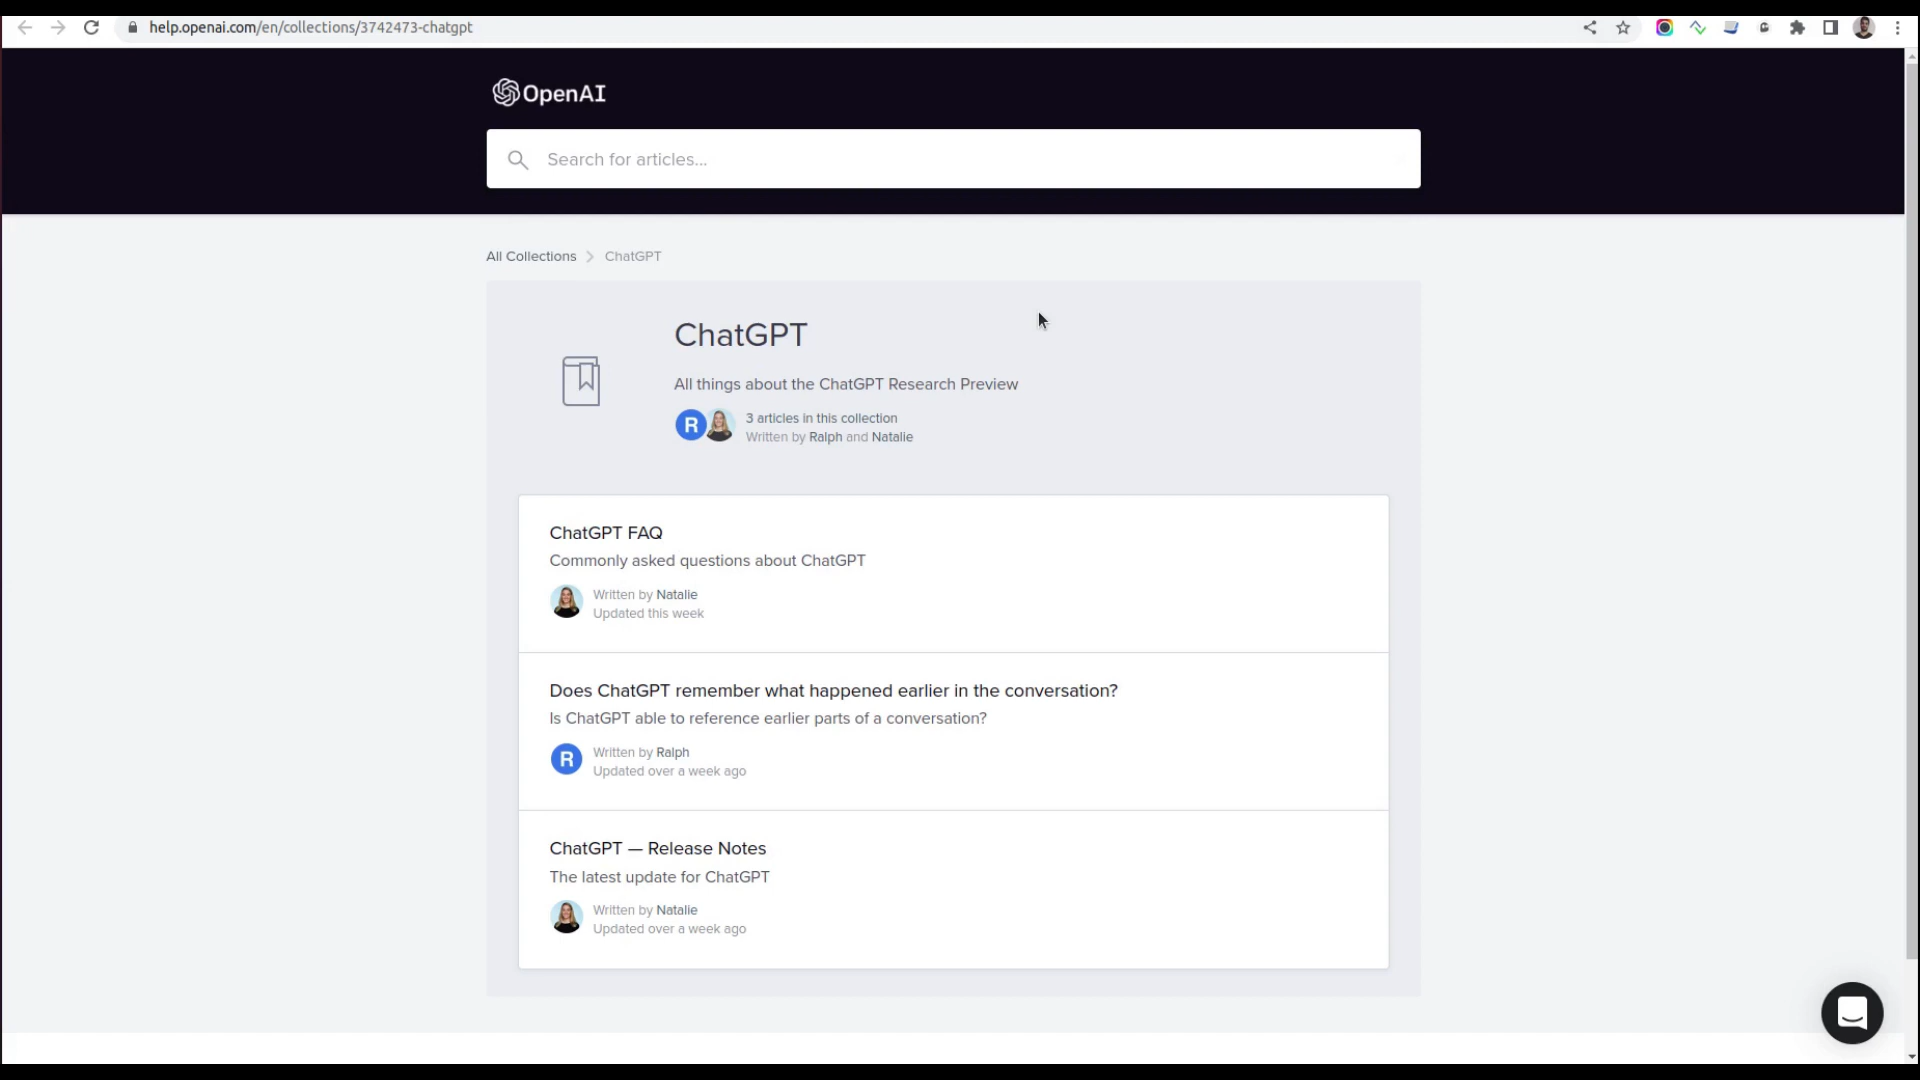 help.openai.com/en/collections/3742473-chatgpt
OpenAI
Search for articles...
All Collections
ChatGPT
ChatGPT
All things about the ChatGPT Research Preview
R
3 articles in this collection
Written by Ralph and Natalie
ChatGPT FAQ
Commonly asked questions about ChatGPT
Written by Natalie
Updated this week
Does ChatGPT remember what happened earlier in the conversation?
Is ChatGPT able to reference earlier parts of a conversation?
R
Written by Ralph
Updated over a week ago
ChatGPT — Release Notes
The latest update for ChatGPT
Written by Natalie
Updated over a week ago